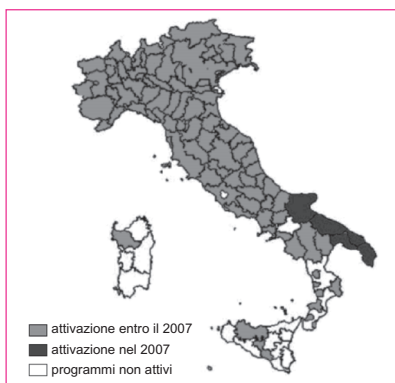 attivazione entro il 2007
attivazione nel 2007
programmi non attivi